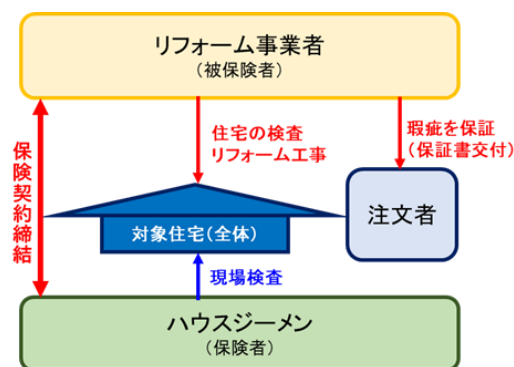 リフォーム事業者
（被保険者）
保険契約締結
住宅の検査
リフォーム工事
瑕疵を保証
（保証書交付）
注文者
対象住宅（全体）
現場検査
ハウスジーメン
（保険者）